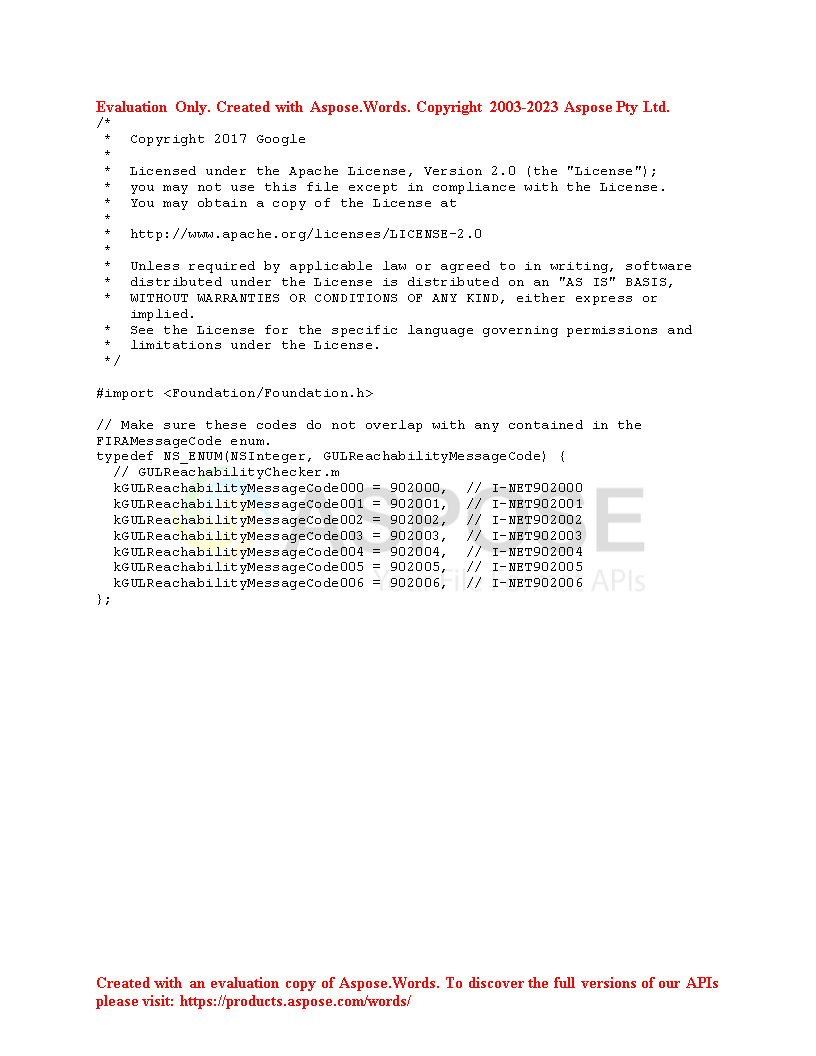 Evaluation Only. Created with Aspose.Words. Copyright 2003-2023 Aspose Pty Ltd.
/*
 *  Copyright 2017 Google
 *
 *  Licensed under the Apache License, Version 2.0 (the "License");
 *  you may not use this file except in compliance with the License.
 *  You may obtain a copy of the License at
 *
 *  http://www.apache.org/licenses/LICENSE-2.0
 *
 *  Unless required by applicable law or agreed to in writing, software
 *  distributed under the License is distributed on an "AS IS" BASIS,
 *  WITHOUT WARRANTIES OR CONDITIONS OF ANY KIND, either express or
    implied.
 *  See the License for the specific language governing permissions and
 *  limitations under the License.
 */
#import <Foundation/Foundation.h>
// Make sure these codes do not overlap with any contained in the
FIRAMessageCode enum.
typedef NS_ENUM(NSInteger, GULReachabilityMessageCode) {
  // GULReachabilityChecker.m
  kGULReachabilityMessageCode000 = 902000,  // I-NET902000
  kGULReachabilityMessageCode001 = 902001,  // I-NET902001
  kGULReachabilityMessageCode002 = 902002,  // I-NET902002
  kGULReachabilityMessageCode003 = 902003,  // I-NET902003
  kGULReachabilityMessageCode004 = 902004,  // I-NET902004
  kGULReachabilityMessageCode005 = 902005,  // I-NET902005
  kGULReachabilityMessageCode006 = 902006,  // I-NET902006
};
ASPOSE
Your File Format APIs
Created with an evaluation copy of Aspose.Words. To discover the full versions of our APIs
please visit: https://products.aspose.com/words/